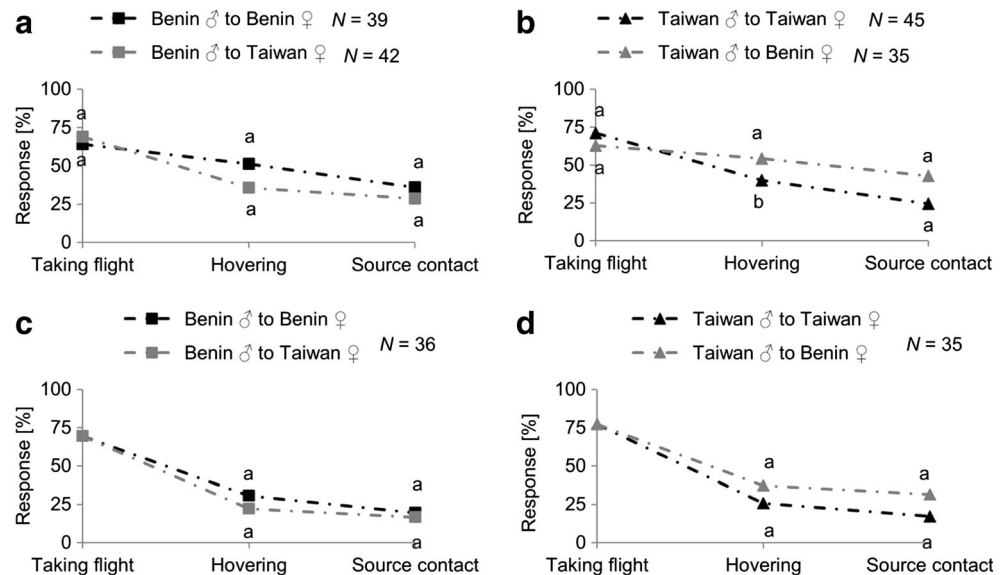 a
Benin ♂ to Benin ♀ N = 39
Benin ♂ to Taiwan ♀ N = 42
Response [%]
100
75
50
25
0
a
a
a
a
a
a
Taking flight Hovering Source contact
b
Taiwan ♂ to Taiwan ♀ N = 45
Taiwan ♂ to Benin ♀ N = 35
Response [%]
100
75
50
25
0
a
a
a
b
a
a
Taking flight Hovering Source contact
c
Benin ♂ to Benin ♀
Benin ♂ to Taiwan ♀
N = 36
Response [%]
100
75
50
25
0
a
a
a
a
Taking flight Hovering Source contact
d
Taiwan ♂ to Taiwan ♀
Taiwan ♂ to Benin ♀
N = 35
Response [%]
100
75
50
25
0
a
a
a
a
Taking flight Hovering Source contact